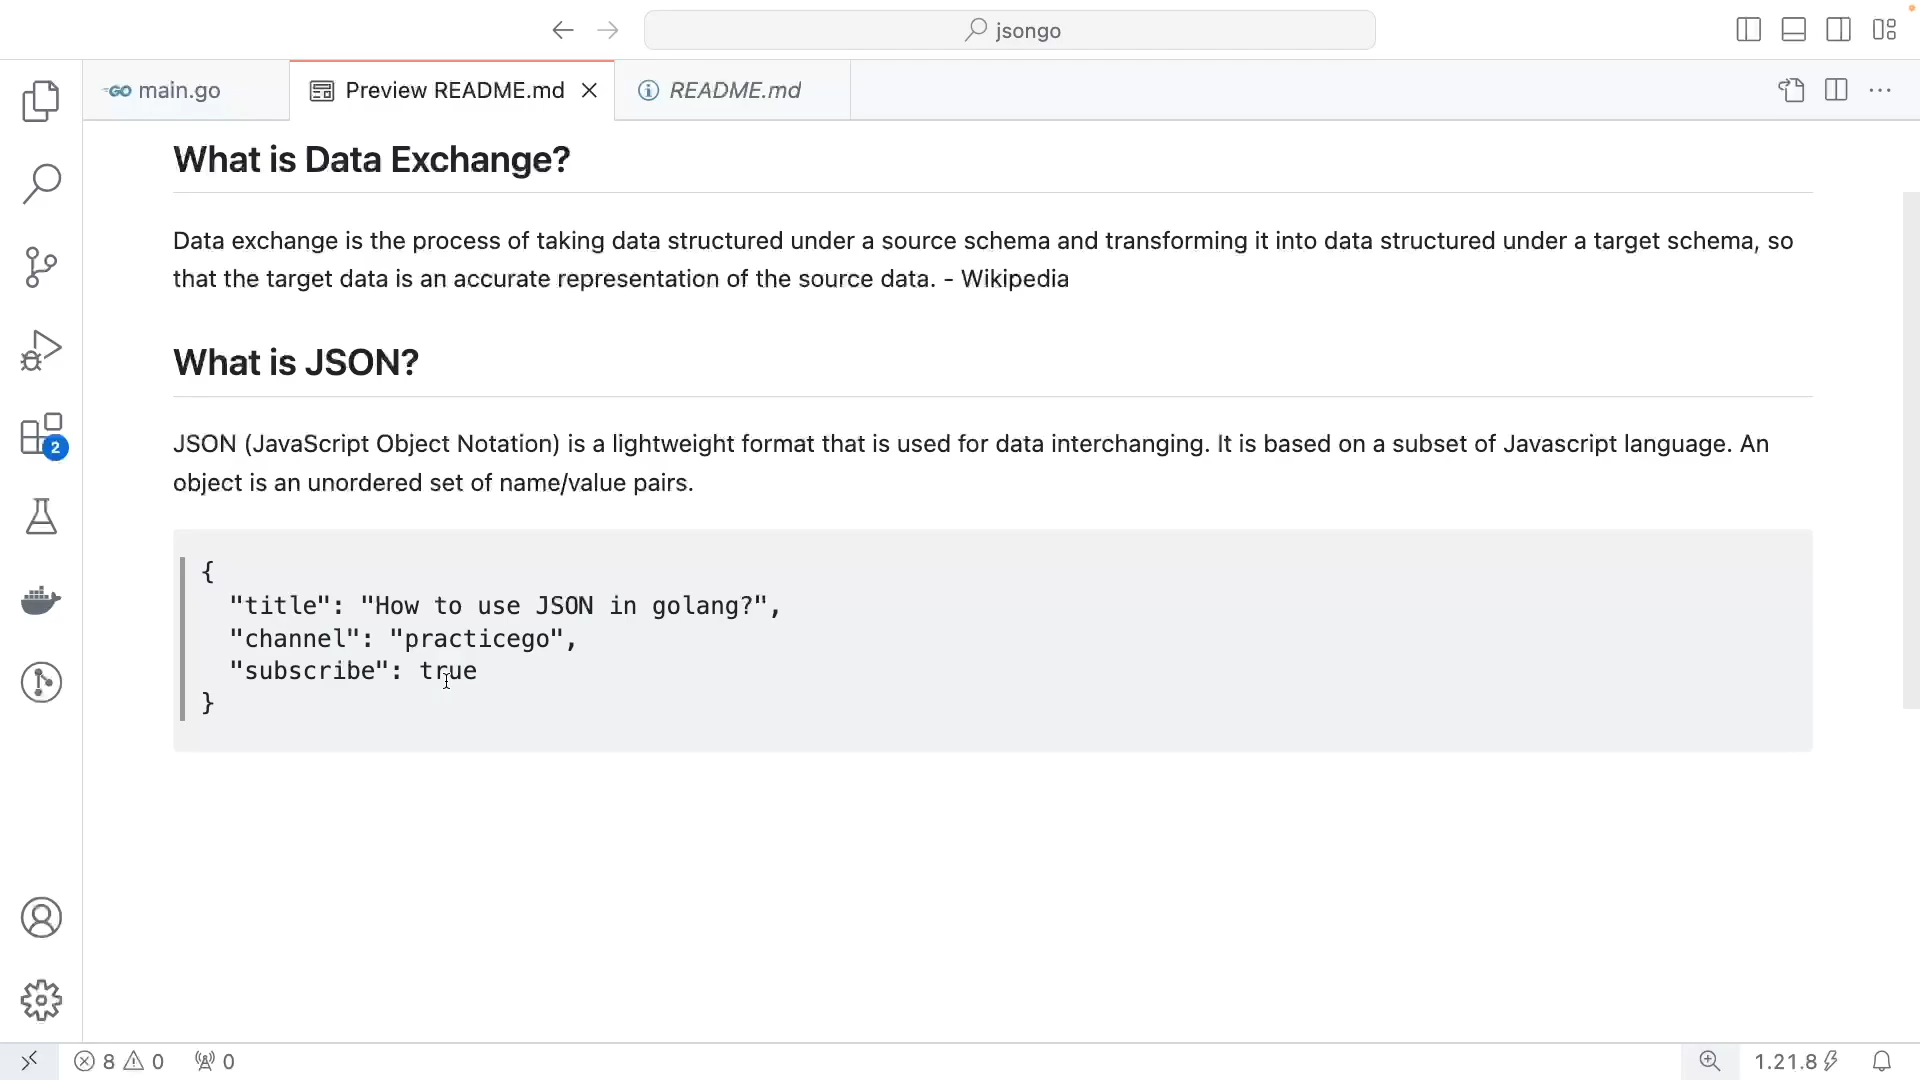 jsongo
GO main.go
Preview README.md
README.md
What is Data Exchange?
Data exchange is the process of taking data structured under a source schema and transforming it into data structured under a target schema, so
that the target data is an accurate representation of the source data. - Wikipedia
What is JSON?
JSON (JavaScript Object Notation) is a lightweight format that is used for data interchanging. It is based on a subset of Javascript language. An
object is an unordered set of name/value pairs.
{
"title": "How to use JSON in golang?",
"channel": "practicego",
"subscribe": true
}
2
8 0 0
1.21.8